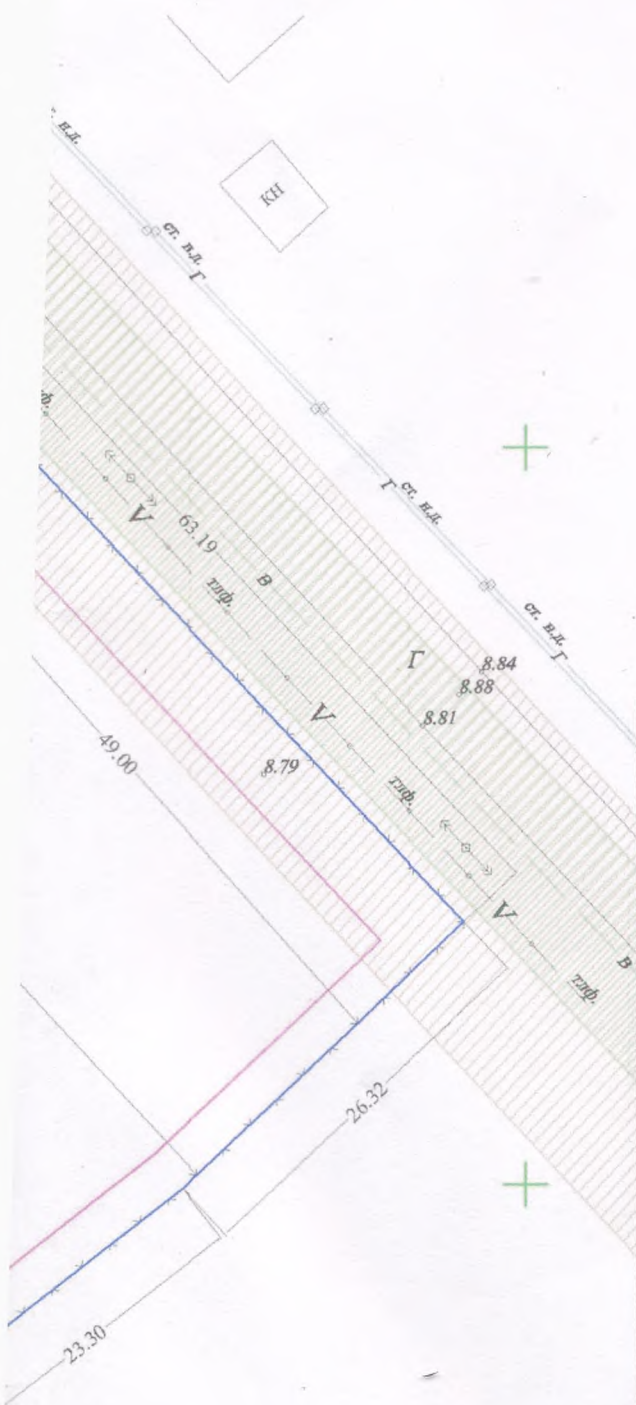 ст. н.д.
КН
ст. н.д.
Г
тлф.
V
63.19
в
Г
ст. н.д.
тлф.
ст. н.д.
Г
Г
8.84
8.88
8.81
V
49.00
8.79
тлф.
V
в
тлф.
26.32
23.30